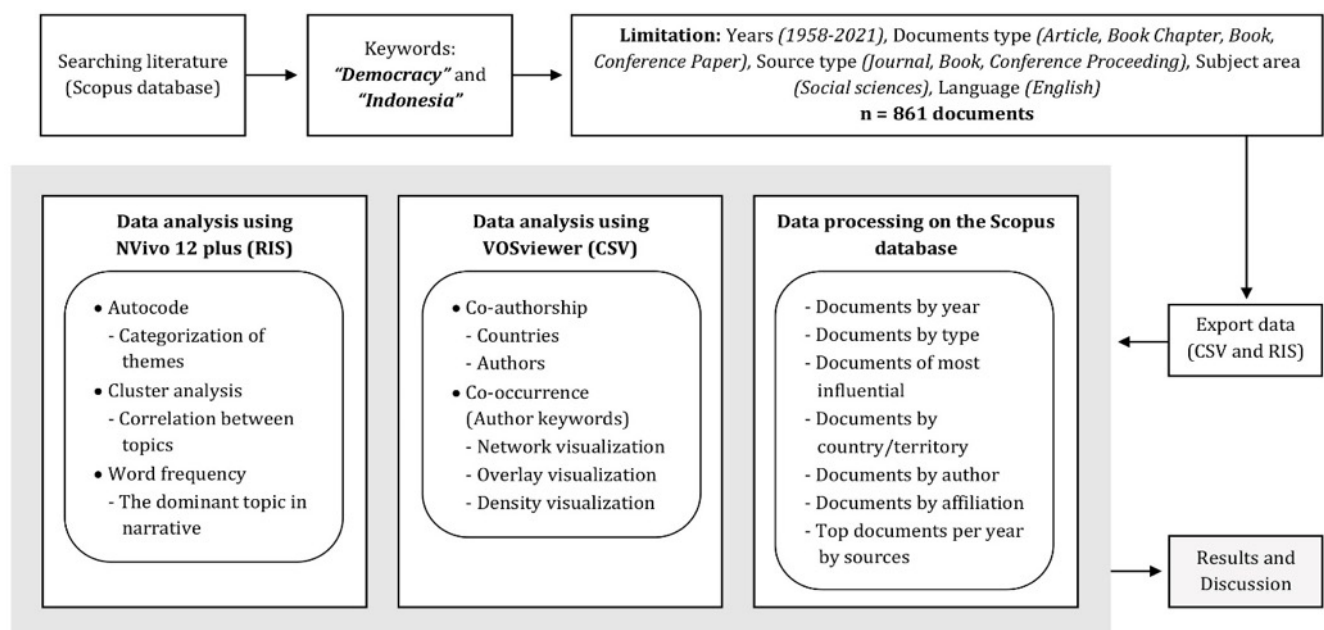 Searching literature
(Scopus database)
Keywords:
“Democracy” and
“Indonesia”
Limitation: Years (1958-2021), Documents type (Article, Book Chapter, Book,
Conference Paper), Source type (Journal, Book, Conference Proceeding), Subject area
(Social sciences), Language (English)
n = 861 documents
Data analysis using
NVivo 12 plus (RIS)
• Autocode
- Categorization of
themes
• Cluster analysis
- Correlation between
topics
• Word frequency
- The dominant topic in
narrative
Data analysis using
VOSviewer (CSV)
• Co-authorship
- Countries
- Authors
• Co-occurrence
(Author keywords)
- Network visualization
- Overlay visualization
- Density visualization
Data processing on the Scopus
database
- Documents by year
- Documents by type
- Documents of most
influential
- Documents by
country/territory
- Documents by author
- Documents by affiliation
- Top documents per year
by sources
Export data
(CSV and RIS)
Results and
Discussion